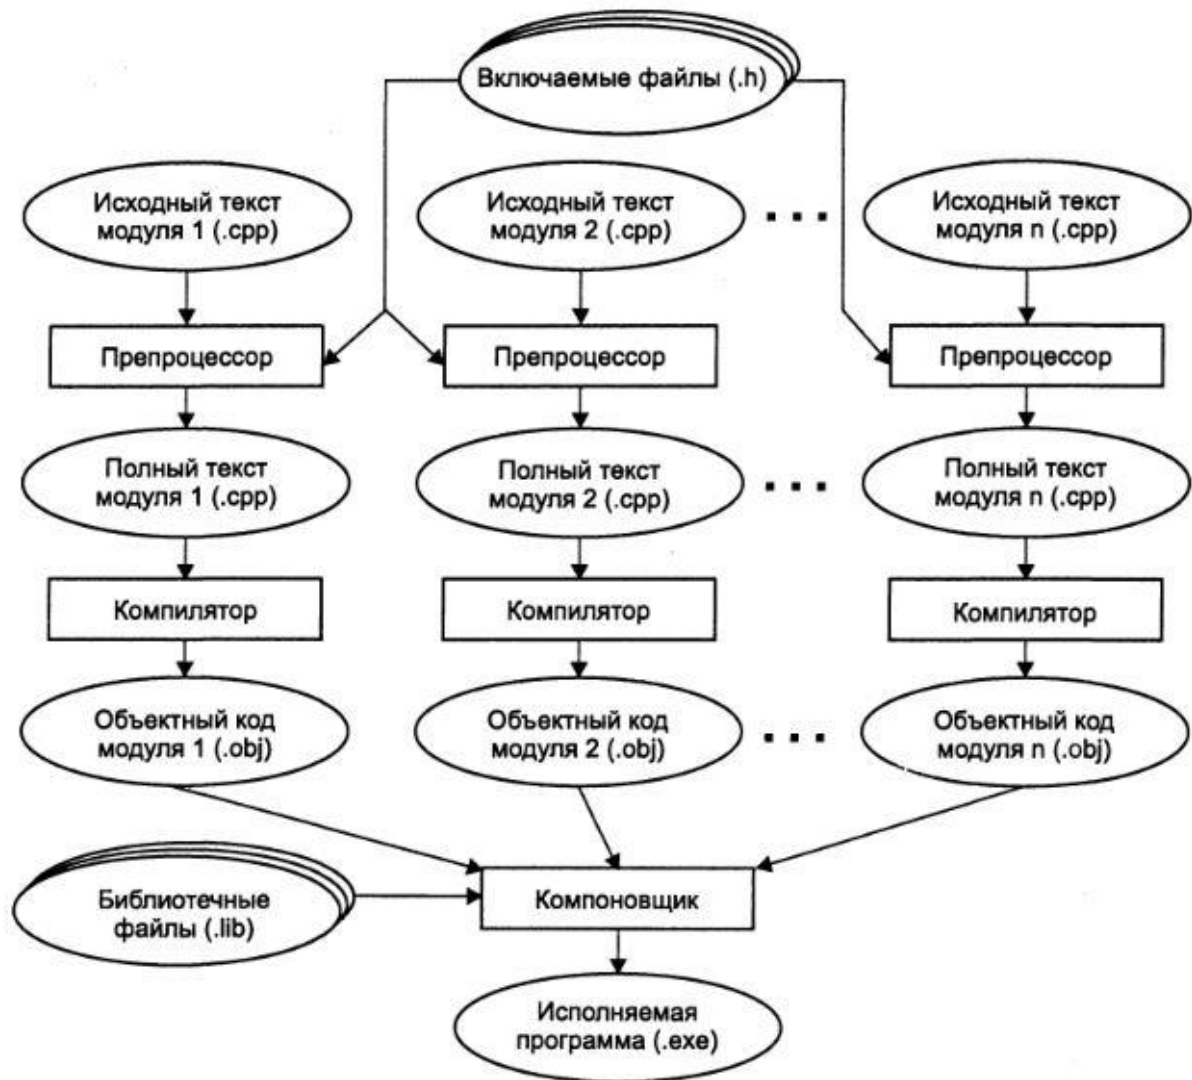 Включаемые файлы (.h)
Исходный текст
модуля 1 (.cpp)
Исходный текст
модуля 2 (.cpp)
. . .
Исходный текст
модуля n (.cpp)
Препроцессор
Препроцессор
Препроцессор
Полный текст
модуля 1 (.cpp)
Полный текст
модуля 2 (.cpp)
. . .
Полный текст
модуля n (.cpp)
Компилятор
Компилятор
Компилятор
Объектный код
модуля 1 (.obj)
Объектный код
модуля 2 (.obj)
. . .
Объектный код
модуля n (.obj)
Библиотечные
файлы (.lib)
Компоновщик
Исполняемая
программа (.exe)